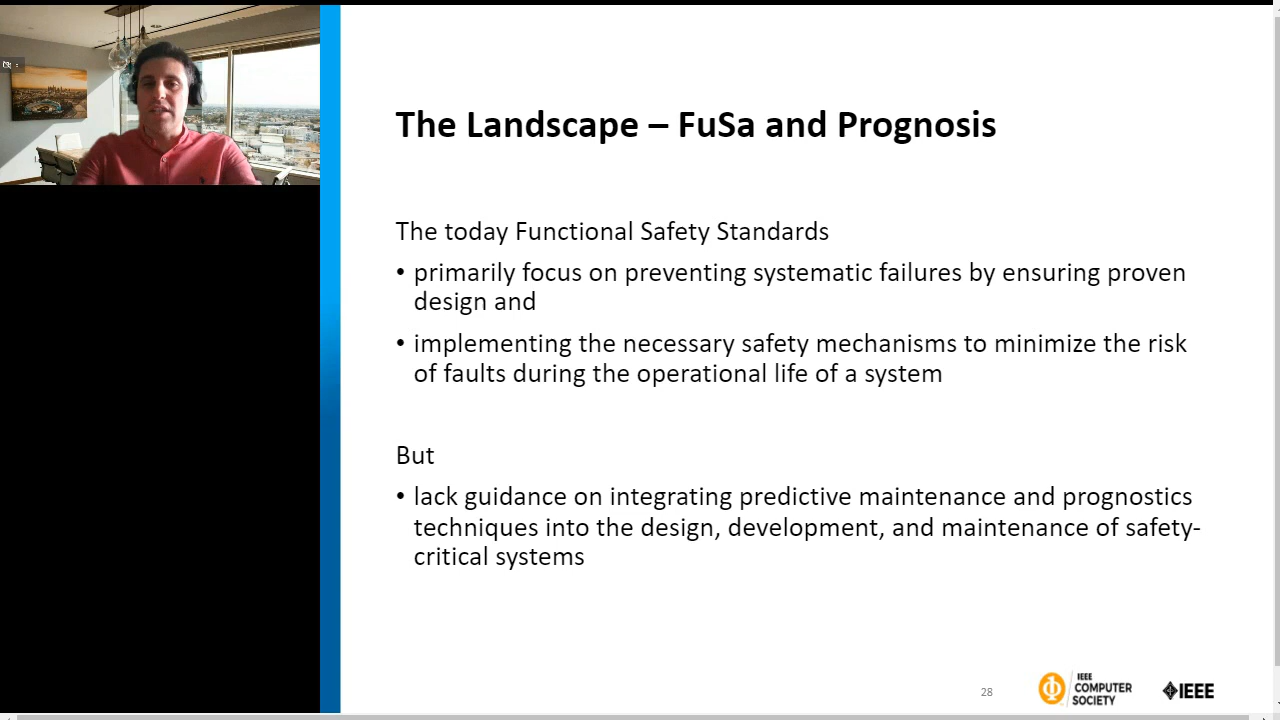 The Landscape – FuSa and Prognosis
The today Functional Safety Standards
• primarily focus on preventing systematic failures by ensuring proven
design and
• implementing the necessary safety mechanisms to minimize the risk
of faults during the operational life of a system
But
• lack guidance on integrating predictive maintenance and prognostics
techniques into the design, development, and maintenance of safety-
critical systems
28
IEEE
COMPUTER
SOCIETY
IEEE